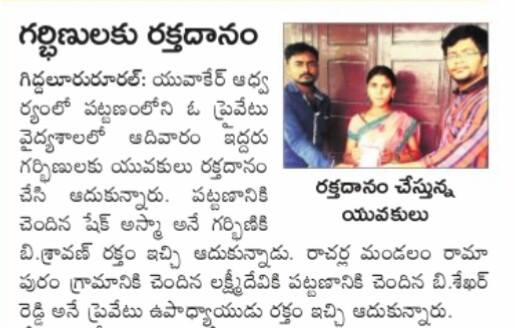 గర్భిణులకు రక్తదానం
గిద్దలూరురూరల్: యువాకేర్ ఆధ్వ
ర్యంలో పట్టణంలోని ఓ ప్రైవేటు
వైద్యశాలలో ఆదివారం ఇద్దరు
గర్భిణులకు యువకులు రక్తదానం
చేసి ఆదుకున్నారు. పట్టణానికి
చెందిన షేక్ అస్మా అనే గర్భిణికి
బి.శ్రావణ్ రక్తం ఇచ్చి ఆదుకున్నాడు. రాచర్ల మండలం రామా
పురం గ్రామానికి చెందిన లక్ష్మీదేవికి పట్టణానికి చెందిన బి.శేఖర్
రెడ్డి అనే ప్రైవేటు ఉపాధ్యాయుడు రక్తం ఇచ్చి ఆదుకున్నారు.
రక్తదానం చేస్తున్న
యువకులు